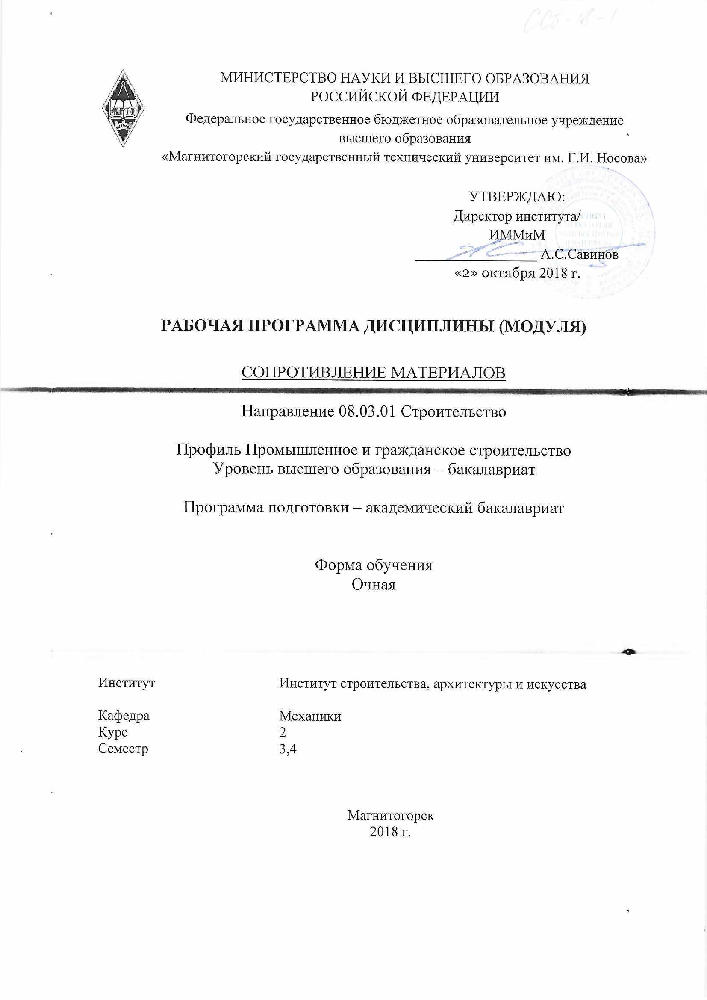 ССб-18-1
МИНИСТЕРСТВО НАУКИ И ВЫСШЕГО ОБРАЗОВАНИЯ
РОССИЙСКОЙ ФЕДЕРАЦИИ
Федеральное государственное бюджетное образовательное учреждение
высшего образования
«Магнитогорский государственный технический университет им. Г.И. Носова»
МГТУ
УТВЕРЖДАЮ:
Директор института/
ИММиМ
А.С.Савинов
«2» октября 2018 г.
РАБОЧАЯ ПРОГРАММА ДИСЦИПЛИНЫ (МОДУЛЯ)
СОПРОТИВЛЕНИЕ МАТЕРИАЛОВ
Направление 08.03.01 Строительство
Профиль Промышленное и гражданское строительство
Уровень высшего образования – бакалавриат
Программа подготовки – академический бакалавриат
Форма обучения
Очная
Институт Институт строительства, архитектуры и искусства
Кафедра Механики
Курс 2
Семестр 3,4
Магнитогорск
2018 г.